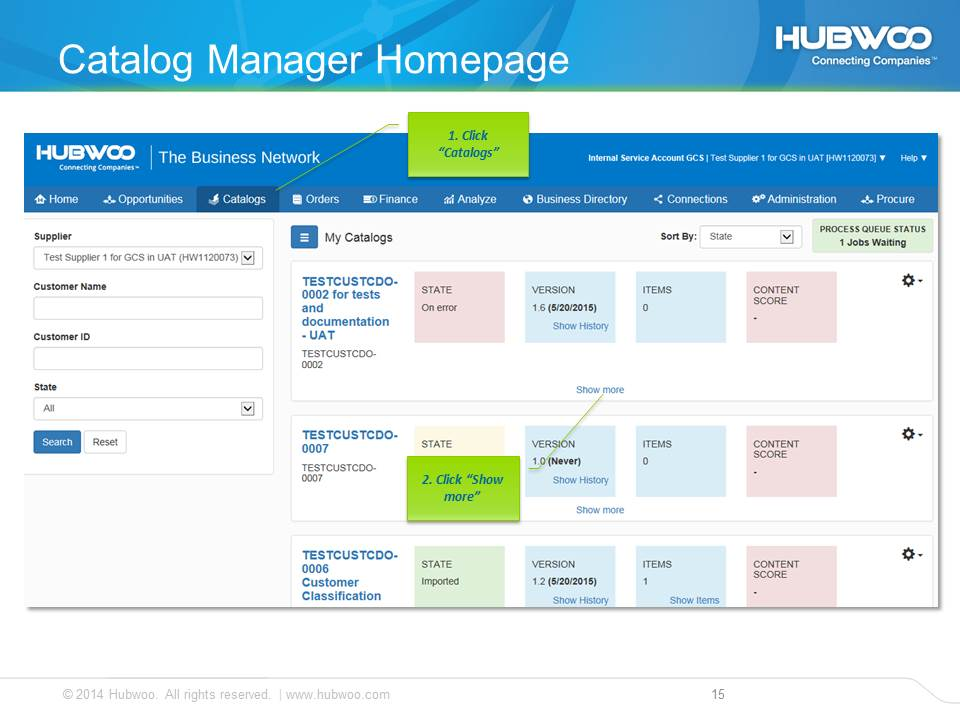 Catalog Manager Homepage
HUBWOO
Connecting Companies™
1. Click
“Catalogs”
HUBWOO
Connecting Companies™
The Business Network
Internal Service Account GCS | Test Supplier 1 for GCS in UAT [HW1120073] ▼ Help ▼
Home Opportunities Catalogs Orders Finance Analyze Business Directory Connections Administration Procure
Supplier
Test Supplier 1 for GCS in UAT (HW1120073)
Customer Name
Customer ID
State
All
Search Reset
My Catalogs
Sort By: State
PROCESS QUEUE STATUS
1 Jobs Waiting
TESTCUSTCDO-
0002 for tests
and
documentation
- UAT
TESTCUSTCDO-
0002
STATE
On error
VERSION
1.6 (5/20/2015)
Show History
ITEMS
0
CONTENT
SCORE
-
Show more
TESTCUSTCDO-
0007
TESTCUSTCDO-
0007
STATE
VERSION
1.0 (Never)
Show History
ITEMS
0
CONTENT
SCORE
-
2. Click “Show
more”
Show more
TESTCUSTCDO-
0006
Customer
Classification
STATE
Imported
VERSION
1.2 (5/20/2015)
Show History
ITEMS
1
Show Items
CONTENT
SCORE
-
© 2014 Hubwoo. All rights reserved. | www.hubwoo.com
15